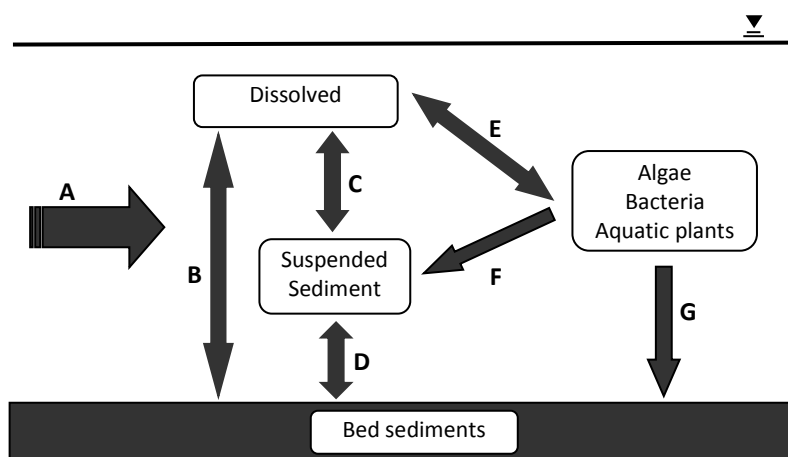 Dissolved
E
A
C
Algae
Bacteria
Aquatic plants
B
Suspended
Sediment
F
G
D
Bed sediments